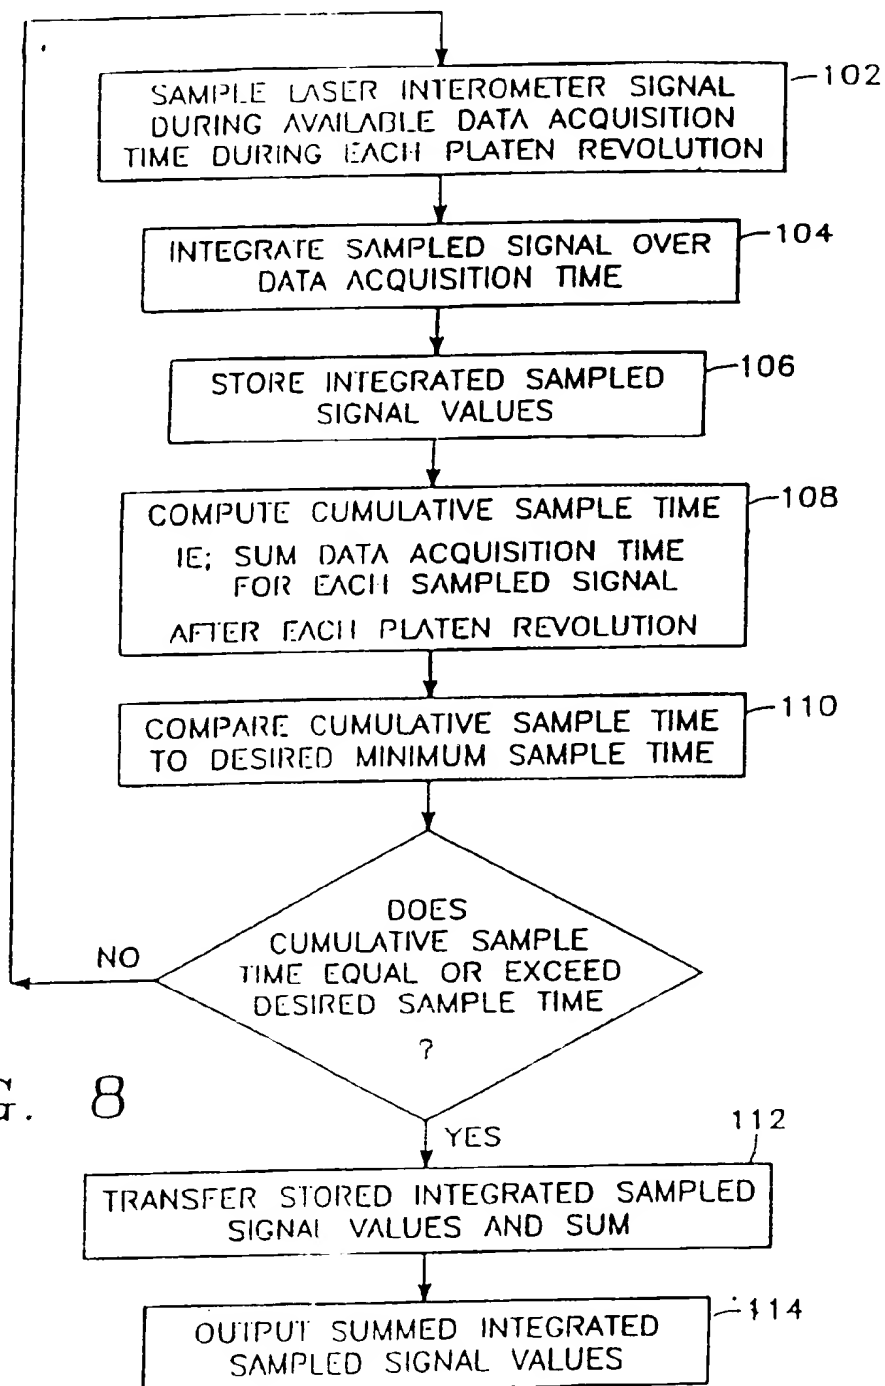 SAMPLE LASER INTEROMETER SIGNAL
DURING AVAILABLE DATA ACQUISITION
TIME DURING EACH PLATEN REVOLUTION
102
INTEGRATE SAMPLED SIGNAL OVER
DATA ACQUISITION TIME
104
STORE INTEGRATED SAMPLED
SIGNAL VALUES
106
COMPUTE CUMULATIVE SAMPLE TIME
IE; SUM DATA ACQUISITION TIME
FOR EACH SAMPLED SIGNAL
AFTER EACH PLATEN REVOLUTION
108
COMPARE CUMULATIVE SAMPLE TIME
TO DESIRED MINIMUM SAMPLE TIME
110
DOES
CUMULATIVE SAMPLE
TIME EQUAL OR EXCEED
DESIRED SAMPLE TIME
?
NO
G. 8
YES
112
TRANSFER STORED INTEGRATED SAMPLED
SIGNAL VALUES AND SUM
OUTPUT SUMMED INTEGRATED
SAMPLED SIGNAL VALUES
114